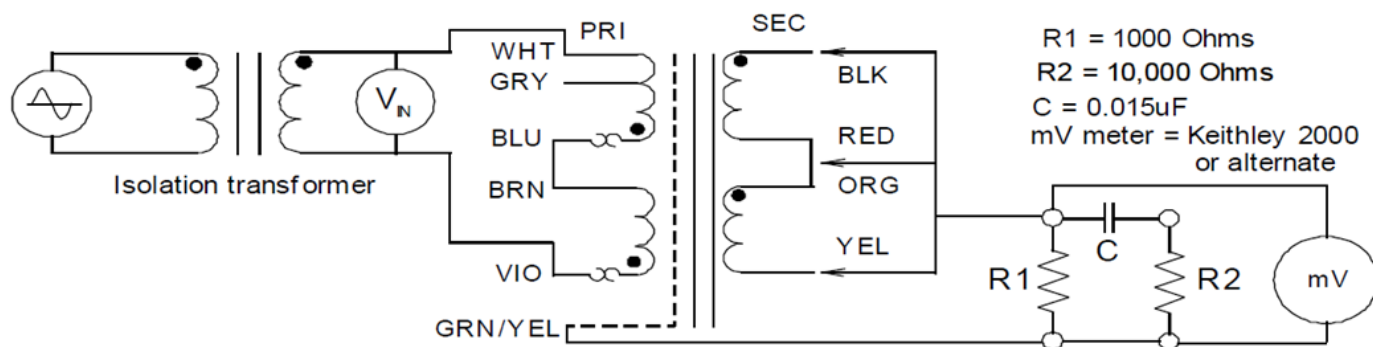 PRI
SEC
WHT
GRY
BLU
BRN
VIO
GRN/YEL
V IN
Isolation transformer
BLK
RED
ORG
YEL
R1 = 1000 Ohms
R2 = 10,000 Ohms
C = 0.015uF
mV meter = Keithley 2000
or alternate
C
R1
R2
mV